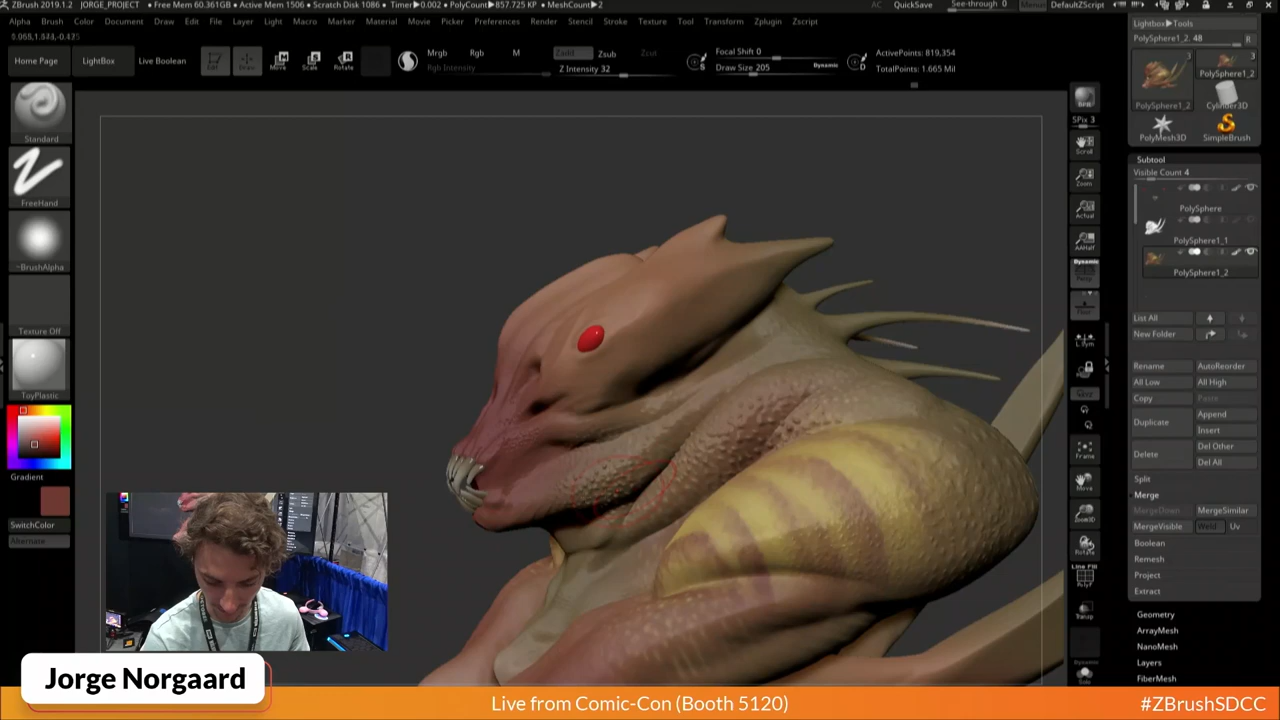 ZBrush 2019.1.2 JORGE_PROJECT • Free Mem 60.361GB • Active Mem 1506 • Scratch Disk 1086 • Timer▶0.002 • PolyCount▶857.725 KP • MeshCount▶2
AC QuickSave See-through 0 Menus DefaultZScript
Alpha Brush Color Document Draw Edit File Layer Light Macro Marker Material Movie Picker Preferences Render Stencil Stroke Texture Tool Transform Zplugin Zscript
Home Page LightBox Live Boolean
Edit Draw Move Scale Rotate
Mrgb Rgb M
Rgb Intensity
Zadd Zsub Zcut
Z Intensity 32
Focal Shift 0
Draw Size 205 Dynamic
ActivePoints: 819,354
TotalPoints: 1.665 Mil
Standard
FreeHand
~BrushAlpha
Texture Off
ToyPlastic
Gradient
SwitchColor
Alternate
BPR
SPix 3
Scroll
Zoom
Actual
AAHalf
Dynamic
Persp
Floor
L.Sym
Frame
Move
Zoom3D
Rotate
Line Fill
PolyF
Transp
Dynamic
Solo
Lightbox▶Tools
PolySphere1_2. 48 R
3
PolySphere1_2
3
PolySphere1_2
Cylinder3D
PolyMesh3D
SimpleBrush
Subtool
Visible Count 4
PolySphere
PolySphere1_1
PolySphere1_2
List All
New Folder
Rename AutoReorder
All Low All High
Copy Paste
Duplicate Append
Insert
Delete Del Other
Del All
Split
Merge
MergeDown MergeSimilar
MergeVisible Weld Uv
Boolean
Remesh
Project
Extract
Geometry
ArrayMesh
NanoMesh
Layers
FiberMesh
Jorge Norgaard
Live from Comic-Con (Booth 5120)
#ZBrushSDCC